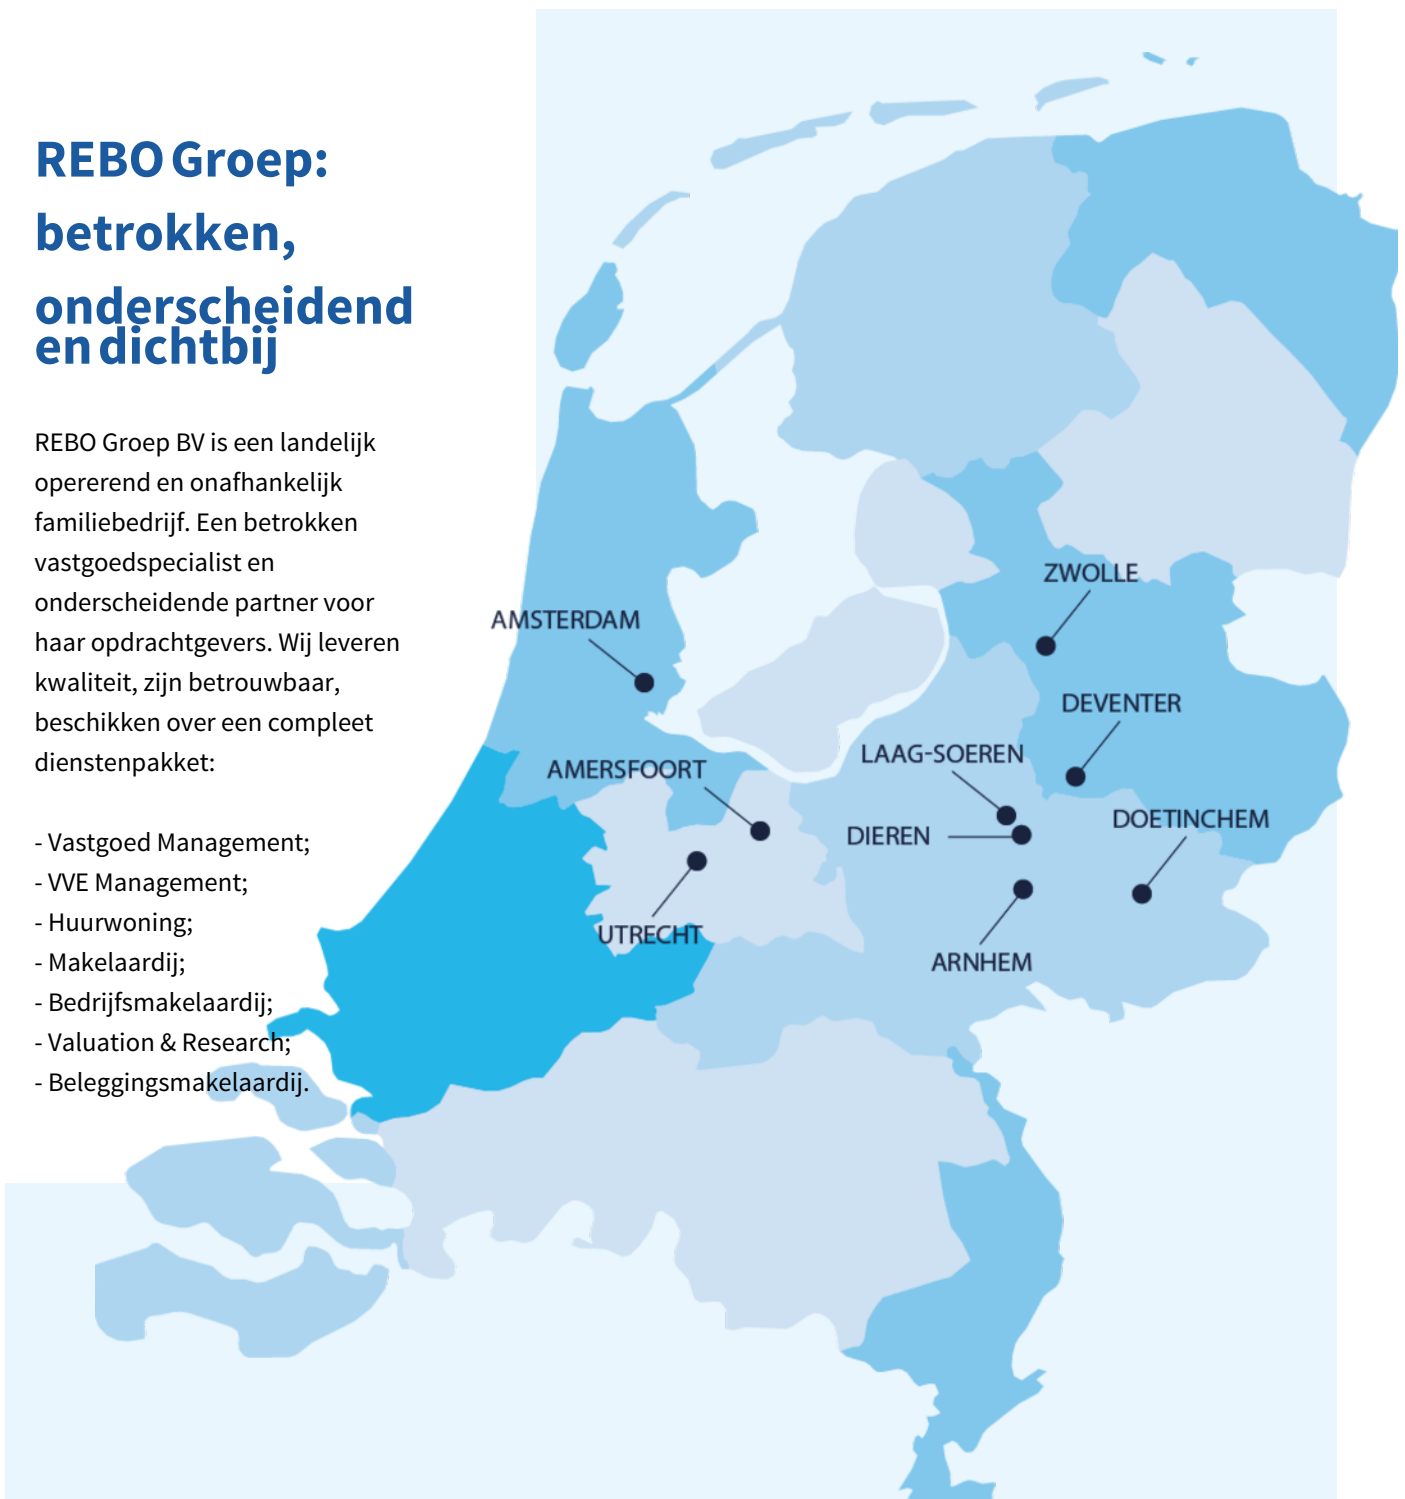 REBO Groep:
betrokken,
onderscheidend
en dichtbij
REBO Groep BV is een landelijk
opererend en onafhankelijk
familiebedrijf. Een betrokken
vastgoedspecialist en
onderscheidende partner voor
haar opdrachtgevers. Wij leveren
kwaliteit, zijn betrouwbaar,
beschikken over een compleet
dienstenpakket:
- Vastgoed Management;
- VVE Management;
- Huurwoning;
- Makelaardij;
- Bedrijfsmakelaardij;
- Valuation & Research;
- Beleggingsmakelaardij.
ZWOLLE
AMSTERDAM
DEVENTER
LAAG-SOEREN
AMERSFOORT
DOETINCHEM
DIEREN
UTRECHT
ARNHEM